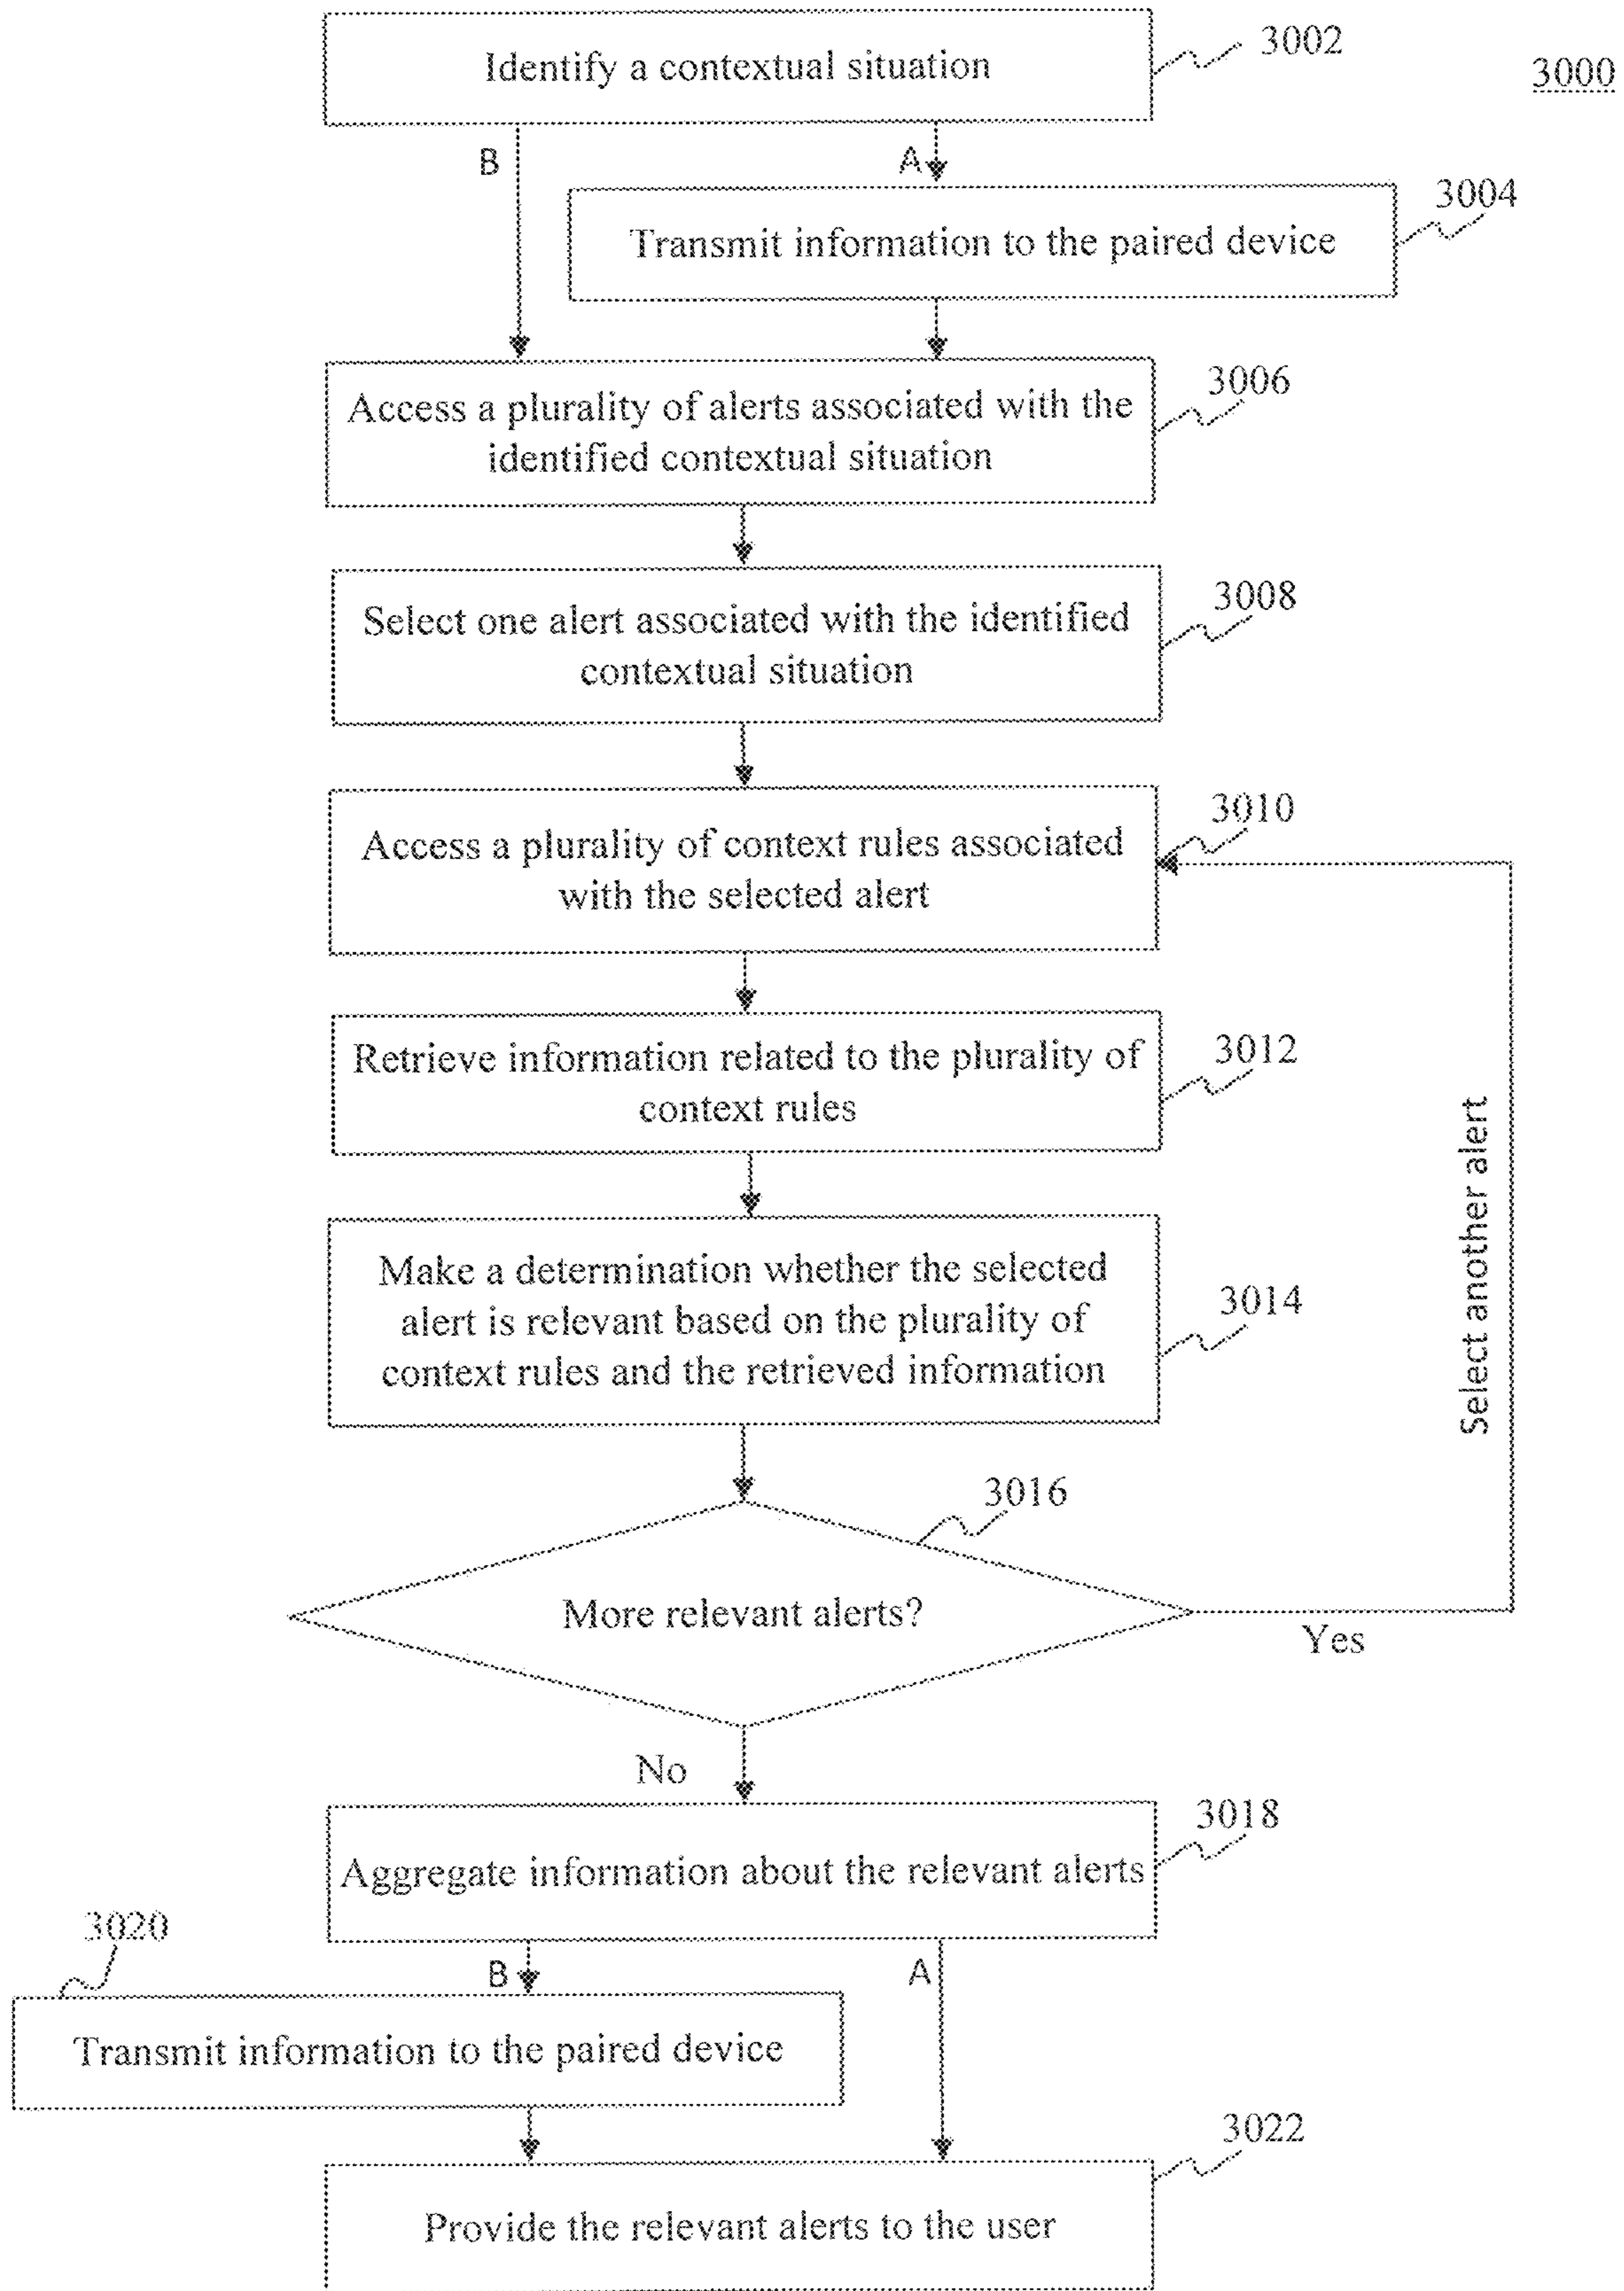 3000
Identify a contextual situation
3002
B
A
Transmit information to the paired device
3004
Access a plurality of alerts associated with the
identified contextual situation
3006
Select one alert associated with the identified
contextual situation
3008
Access a plurality of context rules associated
with the selected alert
3010
Retrieve information related to the plurality of
context rules
3012
Make a determination whether the selected
alert is relevant based on the plurality of
context rules and the retrieved information
3014
Select another alert
3016
More relevant alerts?
Yes
No
Aggregate information about the relevant alerts
3018
3020
B
A
Transmit information to the paired device
3022
Provide the relevant alerts to the user